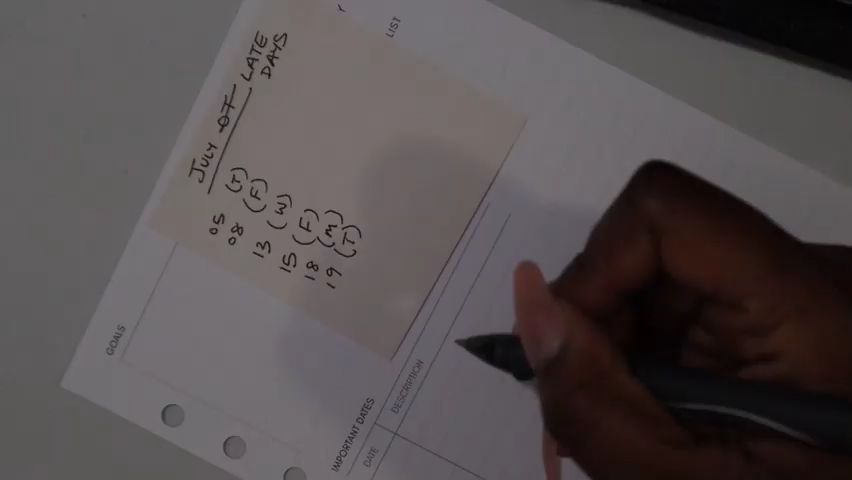 JULY OT LATE
DAYS
05 (T)
08 (F)
13 (W)
15 (F)
18 (M)
19 (T)
LIST
GOALS
IMPORTANT DATES
DATE DESCRIPTION